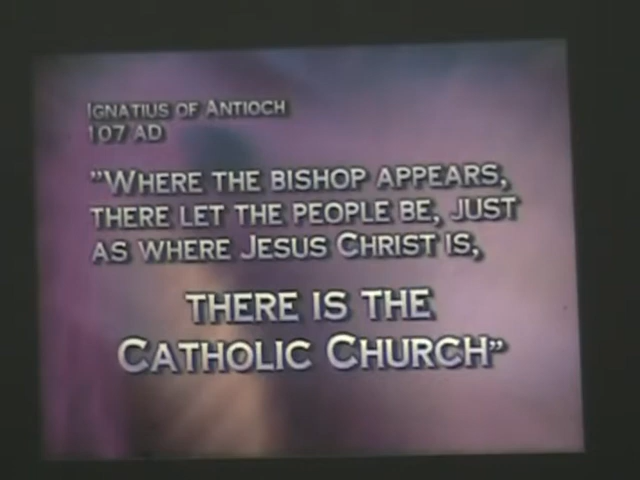 Ignatius of Antioch
107 AD
"Where the bishop appears,
there let the people be, just
as where Jesus Christ is,
there is the
Catholic Church"